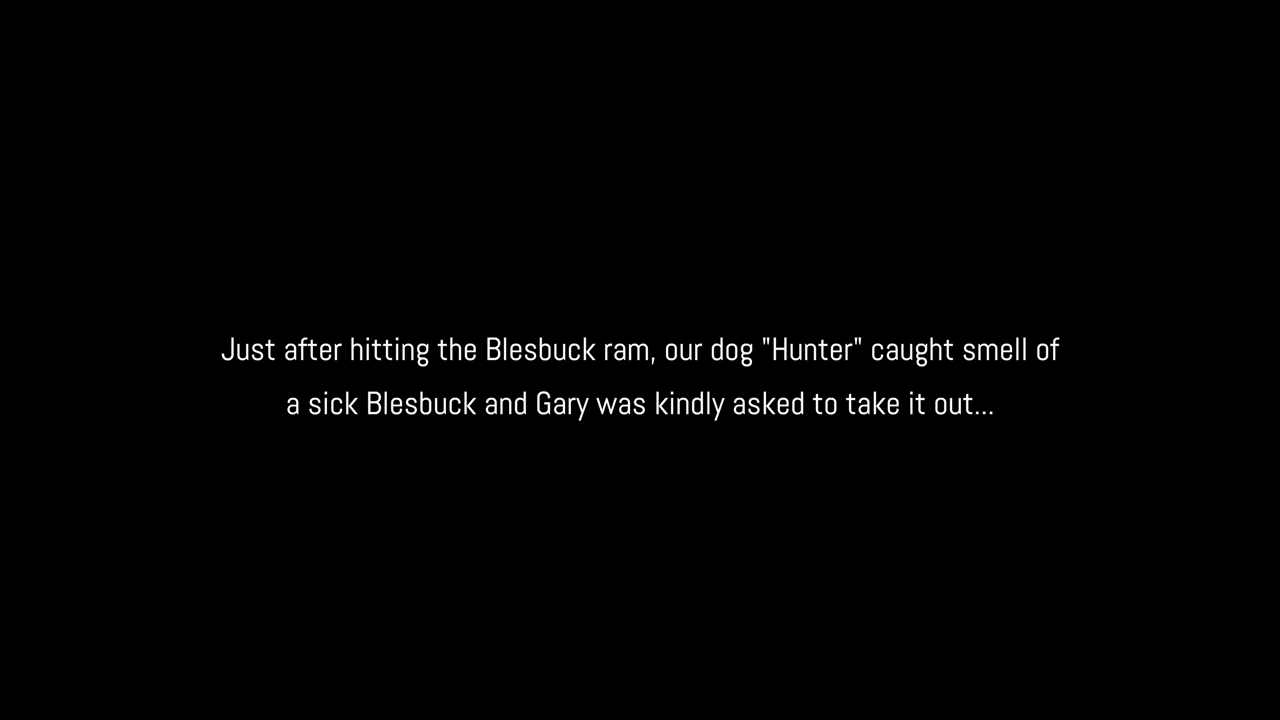 Just after hitting the Blesbuck ram, our dog "Hunter" caught smell of
a sick Blesbuck and Gary was kindly asked to take it out...